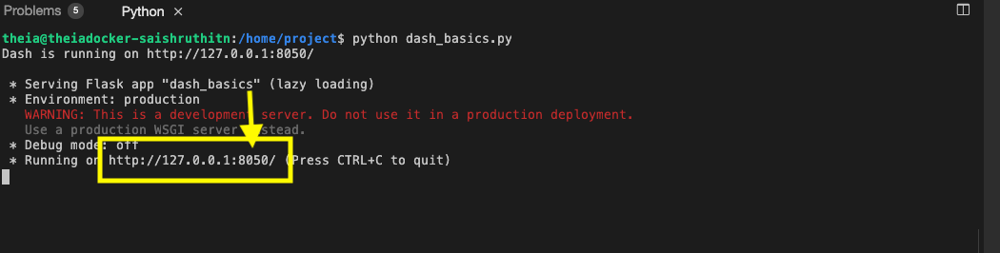 Problems 5 Python ×
theia@theiadocker-saishruthitn:/home/project$ python dash_basics.py
Dash is running on http://127.0.0.1:8050/
* Serving Flask app "dash_basics" (lazy loading)
* Environment: production
WARNING: This is a development server. Do not use it in a production deployment.
Use a production WSGI server instead.
* Debug mode: off
* Running on http://127.0.0.1:8050/ (Press CTRL+C to quit)